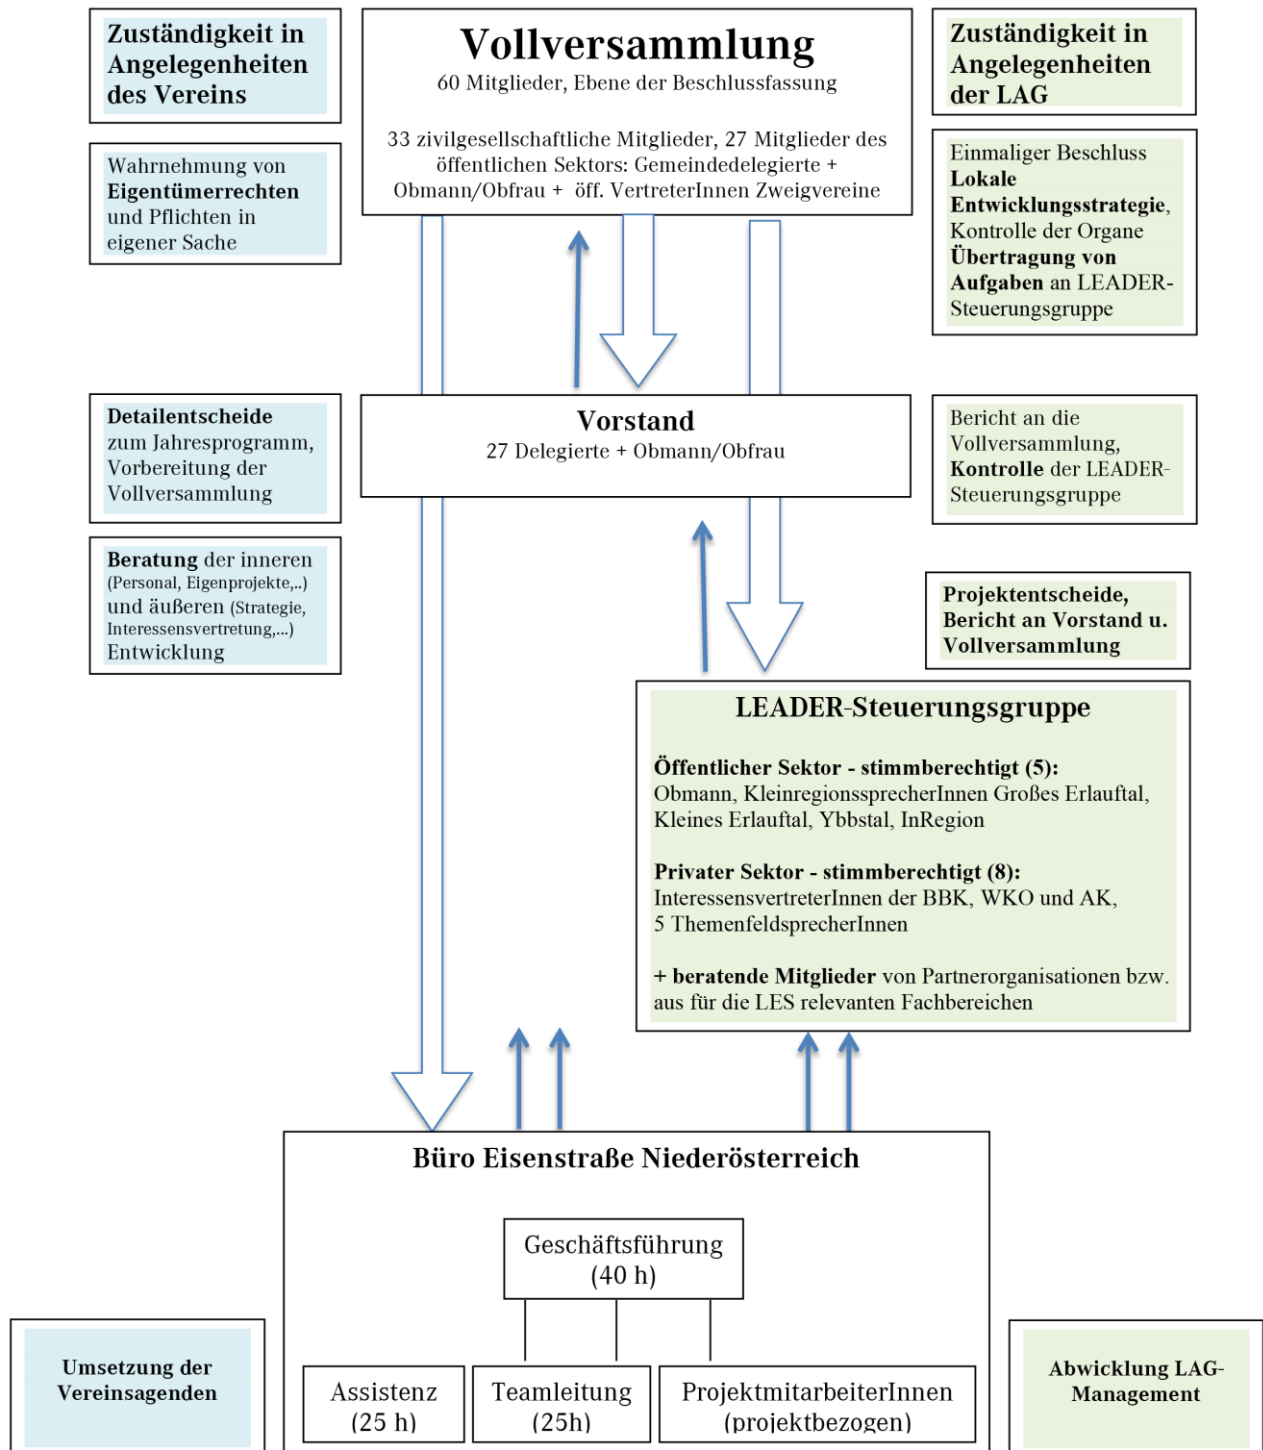 Zuständigkeit in
Angelegenheiten
des Vereins
Vollversammlung
60 Mitglieder, Ebene der Beschlussfassung
33 zivilgesellschaftliche Mitglieder, 27 Mitglieder des
öffentlichen Sektors: Gemeindedelegierte +
Obmann/Obfrau + öff. VertreterInnen Zweigvereine
Zuständigkeit in
Angelegenheiten
der LAG
Wahrnehmung von
Eigentümerrechten
und Pflichten in
eigener Sache
Einmaliger Beschluss
Lokale
Entwicklungsstrategie,
Kontrolle der Organe
Übertragung von
Aufgaben an LEADER-
Steuerungsgruppe
Detailentscheide
zum Jahresprogramm,
Vorbereitung der
Vollversammlung
Vorstand
27 Delegierte + Obmann/Obfrau
Bericht an die
Vollversammlung,
Kontrolle der LEADER-
Steuerungsgruppe
Beratung der inneren
(Personal, Eigenprojekte,..)
und äußeren (Strategie,
Interessensvertretung,...)
Entwicklung
Projektentscheide,
Bericht an Vorstand u.
Vollversammlung
LEADER-Steuerungsgruppe
Öffentlicher Sektor - stimmberechtigt (5):
Obmann, KleinregionssprecherInnen Großes Erlauftal,
Kleines Erlauftal, Ybbstal, InRegion
Privater Sektor - stimmberechtigt (8):
InteressensvertreterInnen der BBK, WKO und AK,
5 ThemenfeldsprecherInnen
+ beratende Mitglieder von Partnerorganisationen bzw.
aus für die LES relevanten Fachbereichen
Büro Eisenstraße Niederösterreich
Geschäftsführung
(40 h)
Umsetzung der
Vereinsagenden
Assistenz
(25 h)
Teamleitung
(25h)
ProjektmitarbeiterInnen
(projektbezogen)
Abwicklung LAG-
Management